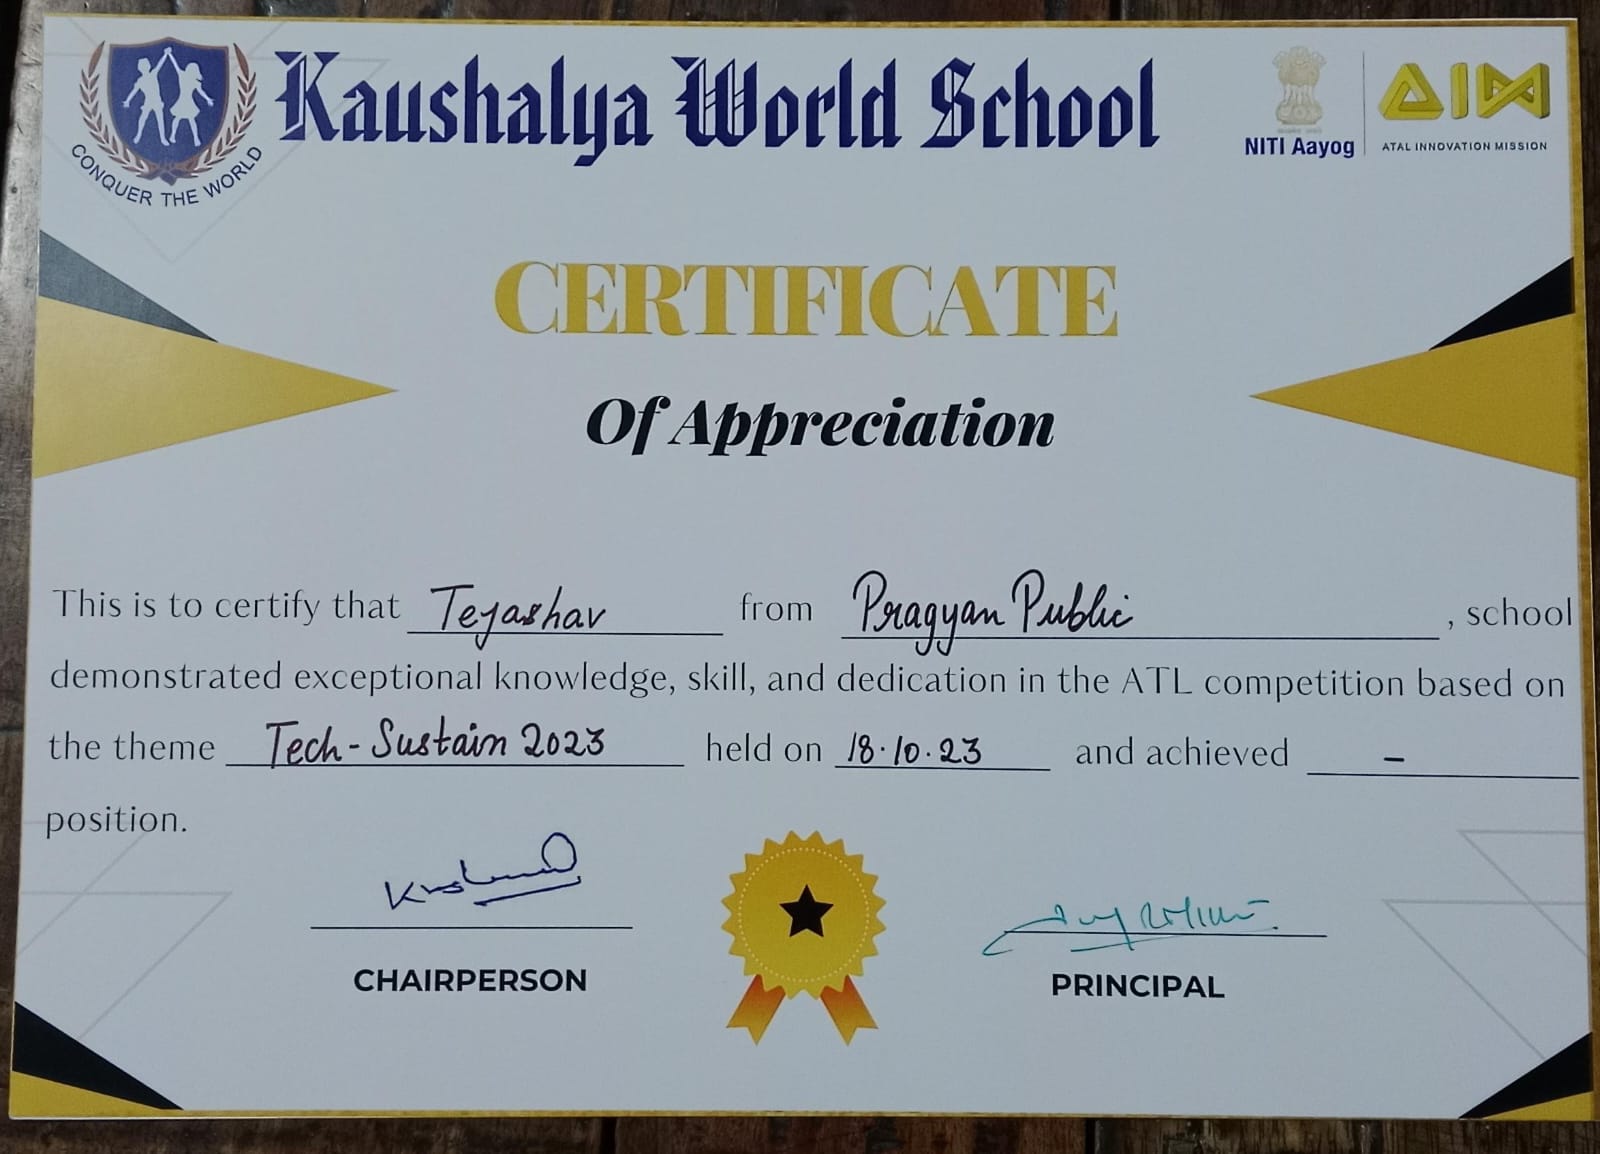 Kaushalya World School
CONQUER THE WORLD
NITI Aayog
AIM
ATAL INNOVATION MISSION
CERTIFICATE
Of Appreciation
This is to certify that Tejashav from Pragyan Public , school
demonstrated exceptional knowledge, skill, and dedication in the ATL competition based on
the theme Tech-Sustain 2023 held on 18.10.23 and achieved -
position.
CHAIRPERSON
PRINCIPAL